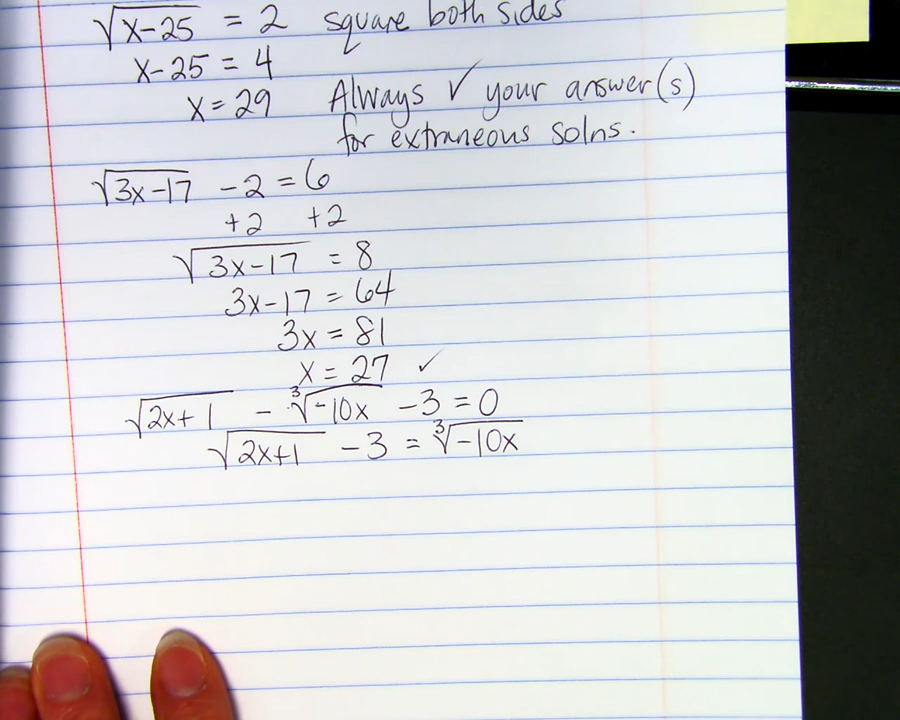 √x-25 = 2 square both sides
x-25 = 4
x = 29 Always ✓ your answer(s)
for extraneous solns.
√3x-17 -2 = 6
+2 +2
√3x-17 = 8
3x-17 = 64
3x = 81
x = 27 ✓
√2x+1 - ³√-10x -3 = 0
√2x+1 -3 = ³√-10x